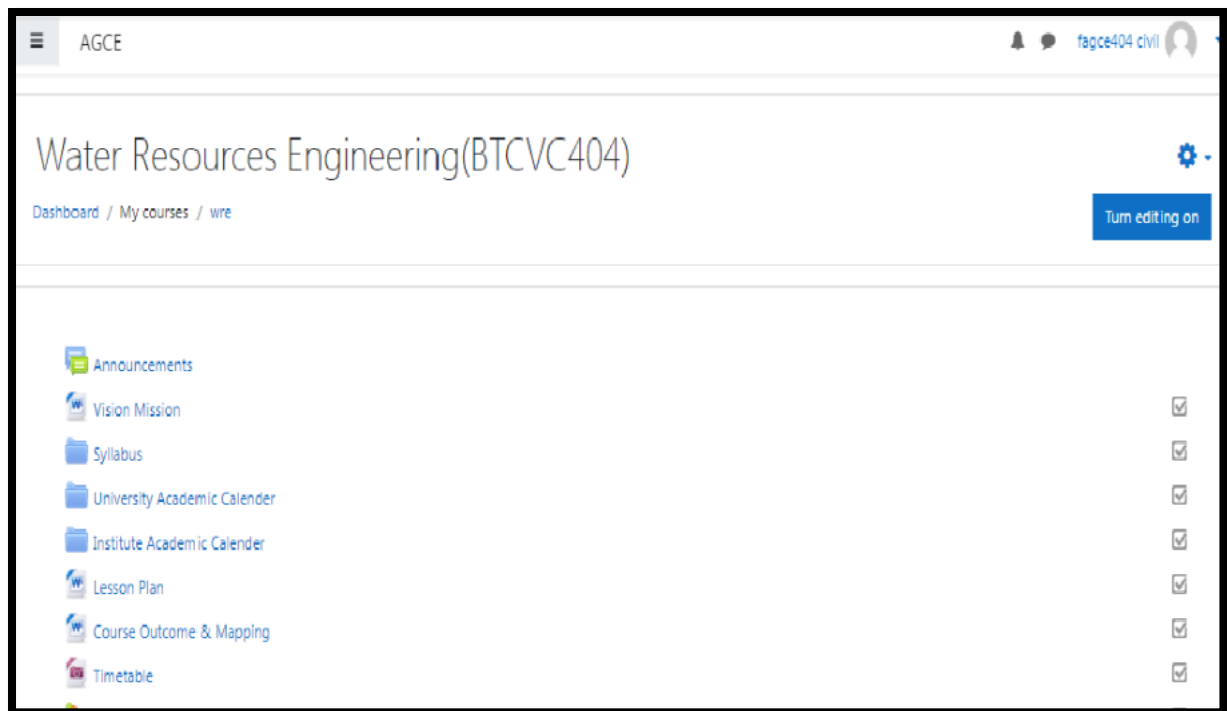 AGCE
fagce404 civil
Water Resources Engineering(BTCVC404)
Dashboard / My courses / wre
Turn editing on
Announcements
Vision Mission
Syllabus
University Academic Calender
Institute Academic Calender
Lesson Plan
Course Outcome & Mapping
Timetable